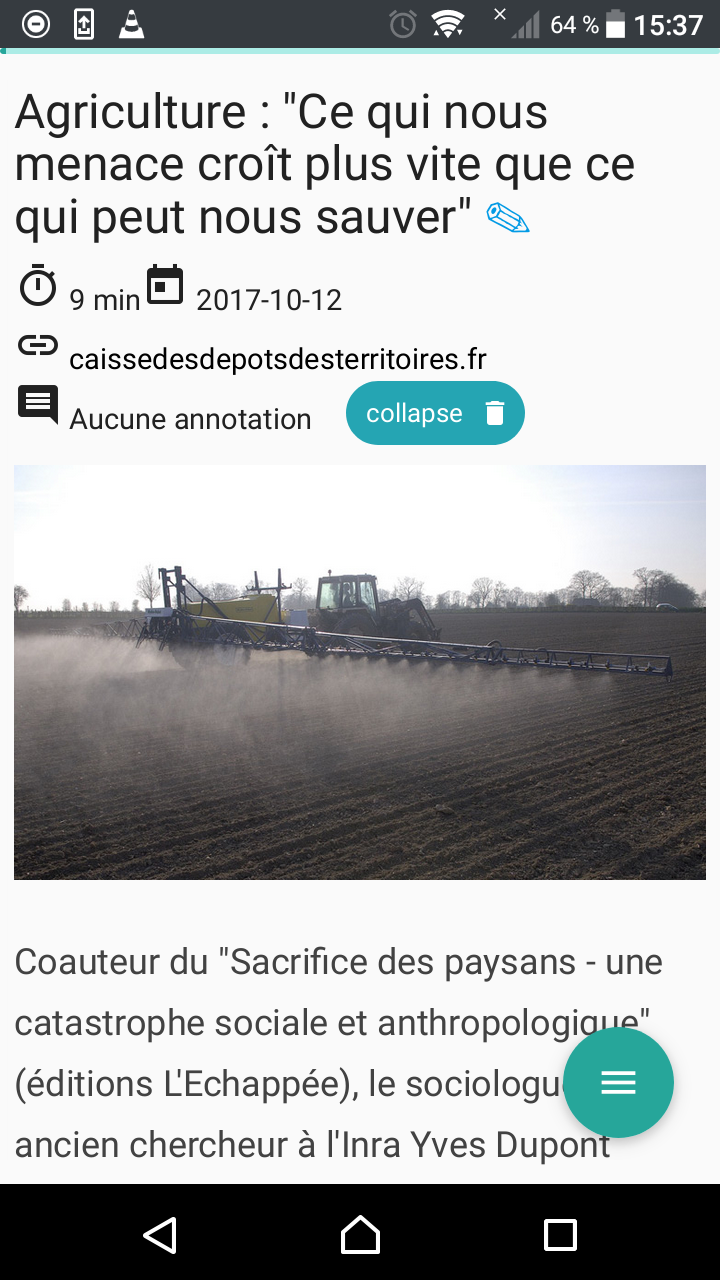 64 % 15:37
Agriculture : "Ce qui nous
menace croît plus vite que ce
qui peut nous sauver"
9 min 2017-10-12
caissedesdepotsdesterritoires.fr
Aucune annotation collapse
Coauteur du "Sacrifice des paysans - une
catastrophe sociale et anthropologique"
(éditions L'Echappée), le sociologue
ancien chercheur à l'Inra Yves Dupont